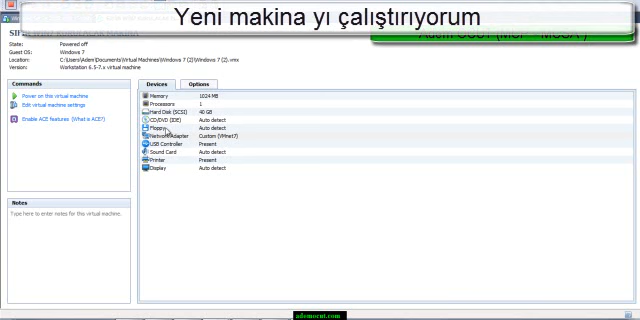 Yeni makina yı çalıştırıyorum
State: Powered off
Guest OS: Windows 7
Location: C:\Users\Adem\Documents\Virtual Machines\Windows 7 (2)\Windows 7 (2).vmx
Version: Workstation 6.5-7.x virtual machine
Commands
Power on this virtual machine
Edit virtual machine settings
Enable ACE features (What is ACE?)
Devices Options
Memory 1024 MB
Processors 1
Hard Disk (SCSI) 40 GB
CD/DVD (IDE) Auto detect
Floppy Auto detect
Network Adapter Custom (VMnet7)
USB Controller Present
Sound Card Auto detect
Printer Present
Display Auto detect
Notes
Type here to enter notes for this virtual machine.
ademocut.com